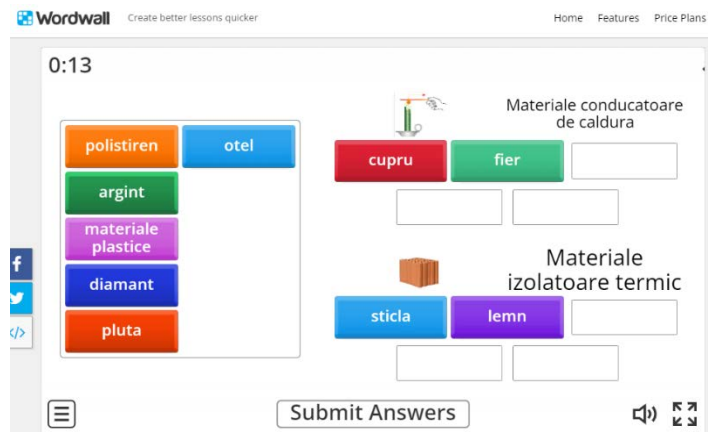 Wordwall Create better lessons quicker Home Features Price Plans
0:13
polistiren otel
argint
materiale
plastice
diamant
pluta
Materiale conducatoare
de caldura
cupru fier
Materiale
izolatoare termic
sticla lemn
f
</>
Submit Answers